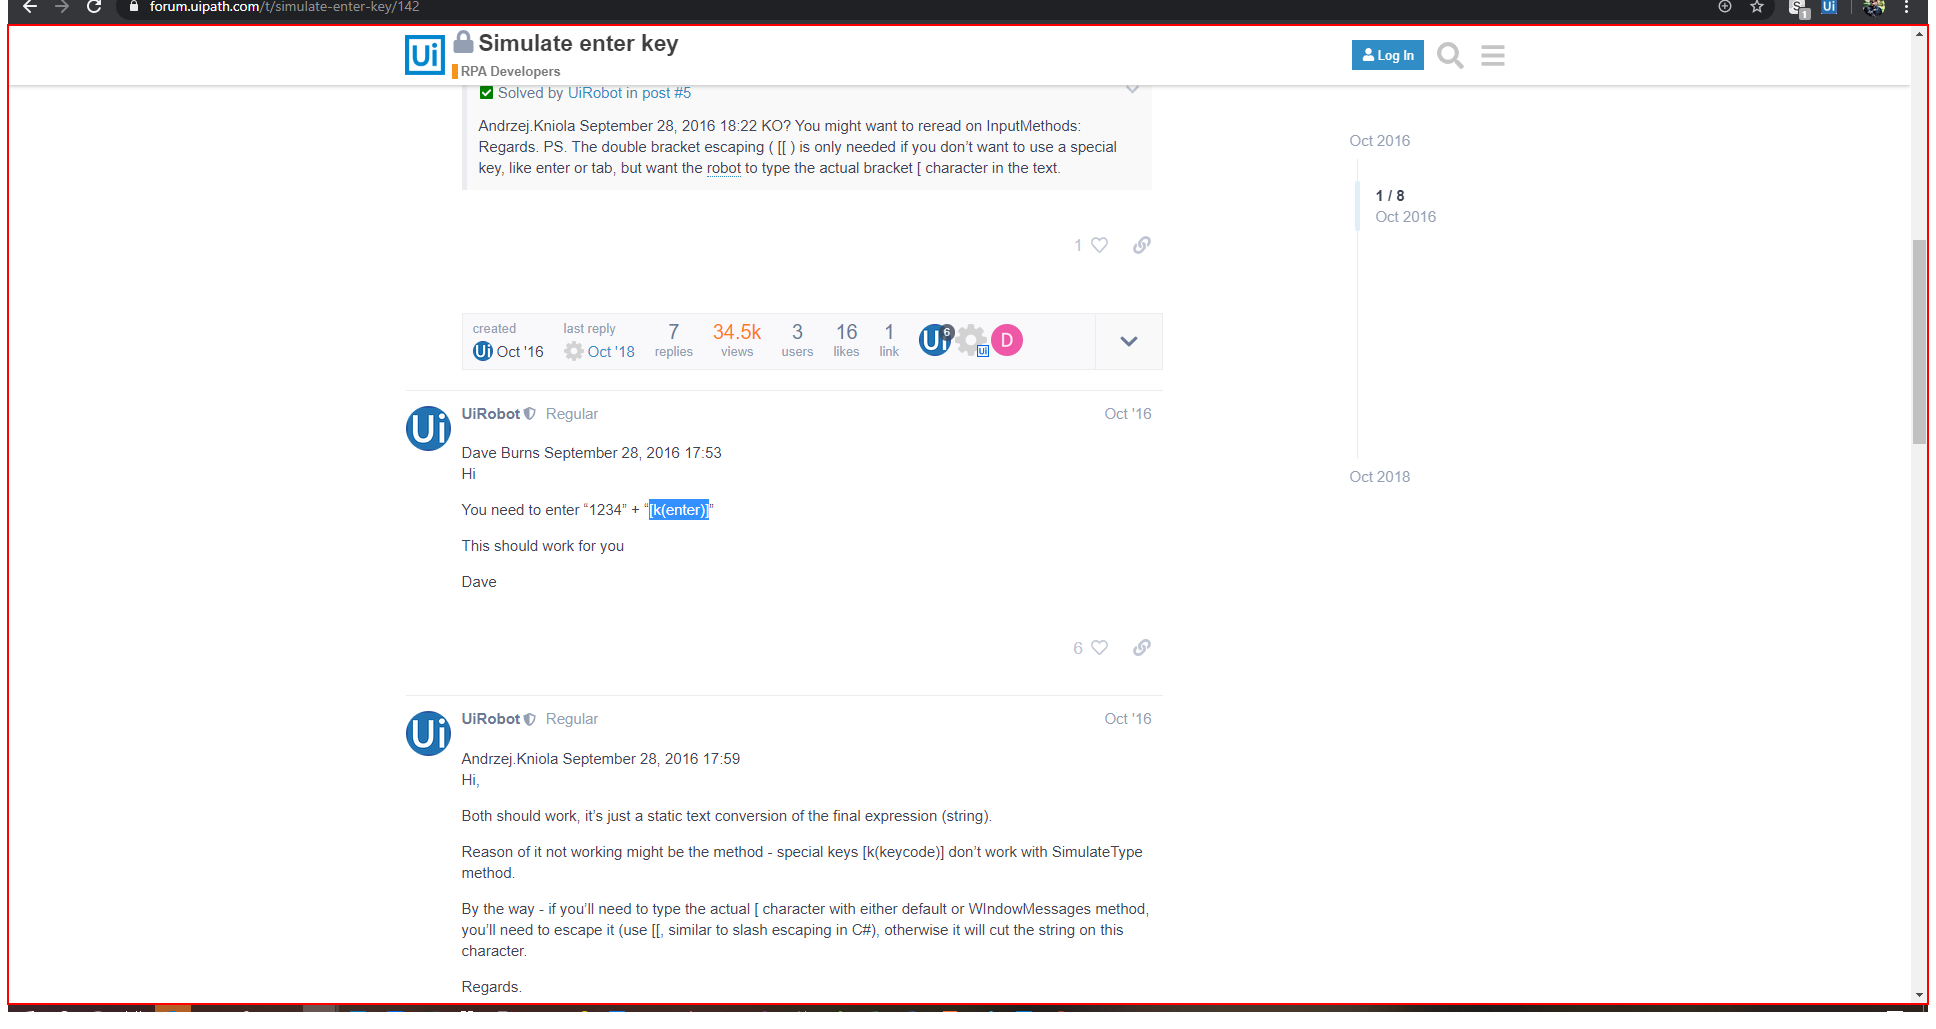 forum.uipath.com/t/simulate-enter-key/142
S
1
Ui
Ui
Simulate enter key
RPA Developers
Log In
Solved by UiRobot in post #5
Andrzej.Kniola September 28, 2016 18:22 KO? You might want to reread on InputMethods:
Regards. PS. The double bracket escaping ( [[ ) is only needed if you don’t want to use a special
key, like enter or tab, but want the robot to type the actual bracket [ character in the text.
Oct 2016
1 / 8
Oct 2016
Oct 2018
1
created
Ui Oct '16
last reply
Oct '18
7
replies
34.5k
views
3
users
16
likes
1
link
Ui
6
Ui
D
Ui
UiRobot Regular Oct '16
Dave Burns September 28, 2016 17:53
Hi
You need to enter “1234” + “[k(enter)]”
This should work for you
Dave
6
Ui
UiRobot Regular Oct '16
Andrzej.Kniola September 28, 2016 17:59
Hi,
Both should work, it’s just a static text conversion of the final expression (string).
Reason of it not working might be the method - special keys [k(keycode)] don’t work with SimulateType
method.
By the way - if you’ll need to type the actual [ character with either default or WIndowMessages method,
you’ll need to escape it (use [[, similar to slash escaping in C#), otherwise it will cut the string on this
character.
Regards.